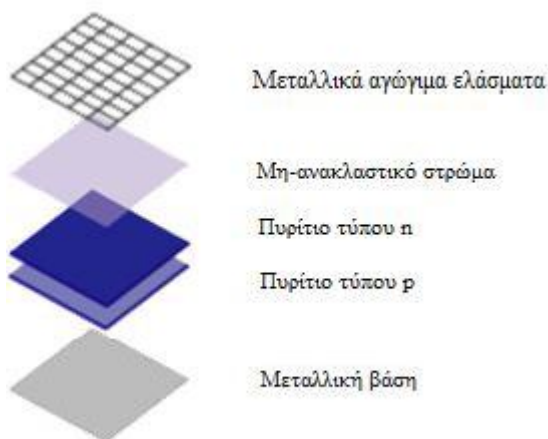 Μεταλλικά αγώγιμα ελάσματα
Μη-ανακλαστικό στρώμα
Πυρίτιο τύπου n
Πυρίτιο τύπου p
Μεταλλική βάση